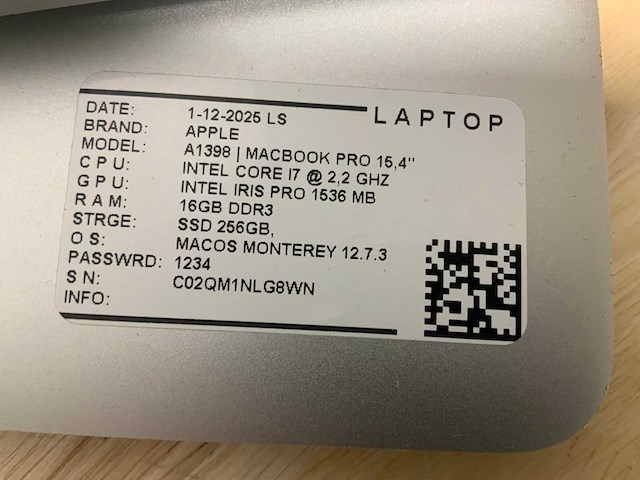 LAPTOP
DATE: 1-12-2025 LS
BRAND: APPLE
MODEL: A1398 | MACBOOK PRO 15,4"
CPU: INTEL CORE I7 @ 2,2 GHZ
GPU: INTEL IRIS PRO 1536 MB
RAM: 16GB DDR3
STRGE: SSD 256GB,
OS: MACOS MONTEREY 12.7.3
PASSWRD: 1234
SN: C02QM1NLG8WN
INFO: